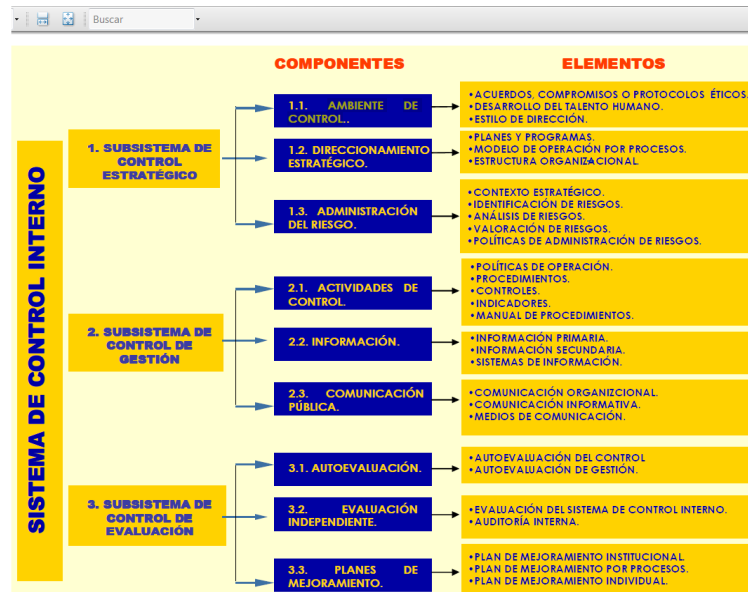 Buscar
COMPONENTES
ELEMENTOS
SISTEMA DE CONTROL INTERNO
1. SUBSISTEMA DE
CONTROL
ESTRATÉGICO
1.1. AMBIENTE DE
CONTROL..
•ACUERDOS, COMPROMISOS O PROTOCOLOS ÉTICOS.
•DESARROLLO DEL TALENTO HUMANO.
•ESTILO DE DIRECCIÓN.
1.2. DIRECCIONAMIENTO
ESTRATÉGICO.
•PLANES Y PROGRAMAS.
•MODELO DE OPERACIÓN POR PROCESOS.
•ESTRUCTURA ORGANIZACIONAL.
1.3. ADMINISTRACIÓN
DEL RIESGO.
•CONTEXTO ESTRATÉGICO.
•IDENTIFICACIÓN DE RIESGOS.
•ANÁLISIS DE RIESGOS.
•VALORACIÓN DE RIESGOS.
•POLÍTICAS DE ADMINISTRACIÓN DE RIESGOS.
2. SUBSISTEMA DE
CONTROL DE
GESTIÓN
2.1. ACTIVIDADES DE
CONTROL.
•POLÍTICAS DE OPERACIÓN.
•PROCEDIMIENTOS.
•CONTROLES.
•INDICADORES.
•MANUAL DE PROCEDIMIENTOS.
2.2. INFORMACIÓN.
•INFORMACIÓN PRIMARIA.
•INFORMACIÓN SECUNDARIA.
•SISTEMAS DE INFORMACIÓN.
2.3. COMUNICACIÓN
PÚBLICA.
•COMUNICACIÓN ORGANIZCIONAL.
•COMUNICACIÓN INFORMATIVA.
•MEDIOS DE COMUNICACIÓN.
3. SUBSISTEMA DE
CONTROL DE
EVALUACIÓN
3.1. AUTOEVALUACIÓN.
•AUTOEVALUACIÓN DEL CONTROL
•AUTOEVALUACIÓN DE GESTIÓN.
3.2. EVALUACIÓN
INDEPENDIENTE.
•EVALUACIÓN DEL SISTEMA DE CONTROL INTERNO.
•AUDITORÍA INTERNA.
3.3. PLANES DE
MEJORAMIENTO.
•PLAN DE MEJORAMIENTO INSTITUCIONAL
•PLAN DE MEJORAMIENTO POR PROCESOS.
•PLAN DE MEJORAMIENTO INDIVIDUAL.